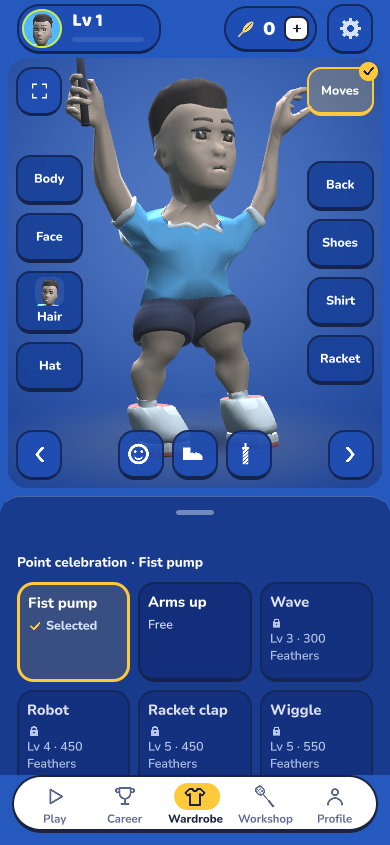 Lv 1
0
+
Moves
Body
Back
Face
Shoes
Hair
Shirt
Hat
Racket
Point celebration · Fist pump
Fist pump
Selected
Arms up
Free
Wave
Lv 3 · 300
Feathers
Robot
Lv 4 · 450
Feathers
Racket clap
Lv 5 · 450
Feathers
Wiggle
Lv 5 · 550
Feathers
Play
Career
Wardrobe
Workshop
Profile